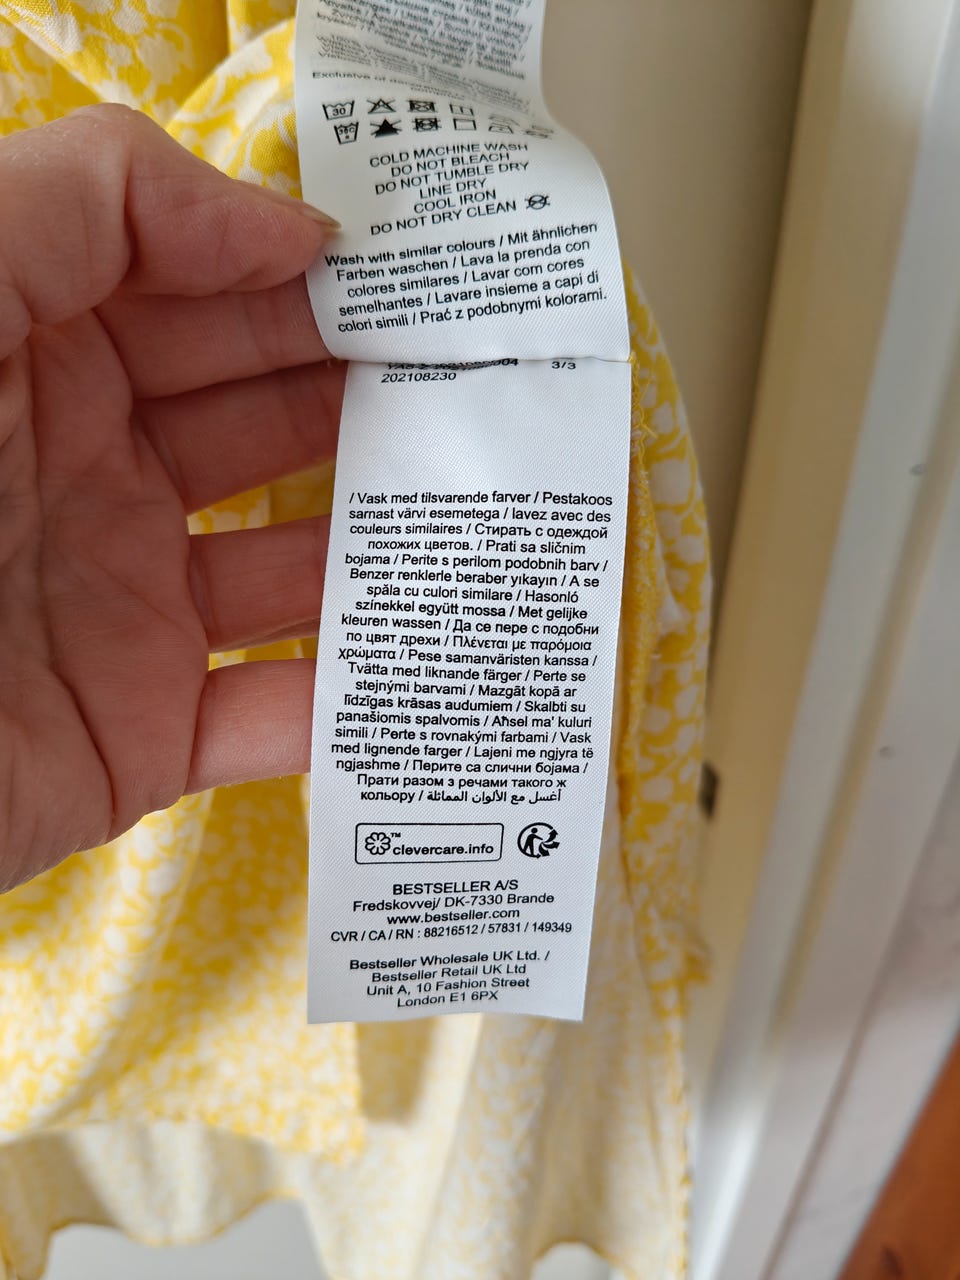 Exclusive of
30
COLD MACHINE WASH
DO NOT BLEACH
DO NOT TUMBLE DRY
LINE DRY
COOL IRON
DO NOT DRY CLEAN
Wash with similar colours / Mit ähnlichen
Farben waschen / Lava la prenda con
colores similares / Lavar com cores
semelhantes / Lavare insieme a capi di
colori simili / Prać z podobnymi kolorami.
3/3
202108230
/ Vask med tilsvarende farver / Pestakoos
sarnast värvi esemetega / lavez avec des
couleurs similaires / Стирать с одеждой
похожих цветов. / Prati sa sličnim
bojama / Perite s perilom podobnih barv /
Benzer renklerle beraber yıkayın / A se
spăla cu culori similare / Hasonló
színekkel együtt mossa / Met gelijke
kleuren wassen / Да се пере с подобни
по цвят дрехи / Πλένεται με παρόμοια
χρώματα / Pese samanväristen kanssa /
Tvätta med liknande färger / Perte se
stejnými barvami / Mazgāt kopā ar
līdzīgas krāsas audumiem / Skalbti su
panašiomis spalvomis / Aħsel ma' kuluri
simili / Perte s rovnakými farbami / Vask
med lignende farger / Lajeni me ngjyra të
ngjashme / Перите са слични бојама /
Прати разом з речами такого ж
кольору / أغسل مع الألوان المماثلة
™
clevercare.info
BESTSELLER A/S
Fredskovvej/ DK-7330 Brande
www.bestseller.com
CVR / CA / RN : 88216512 / 57831 / 149349
Bestseller Wholesale UK Ltd. /
Bestseller Retail UK Ltd
Unit A, 10 Fashion Street
London E1 6PX